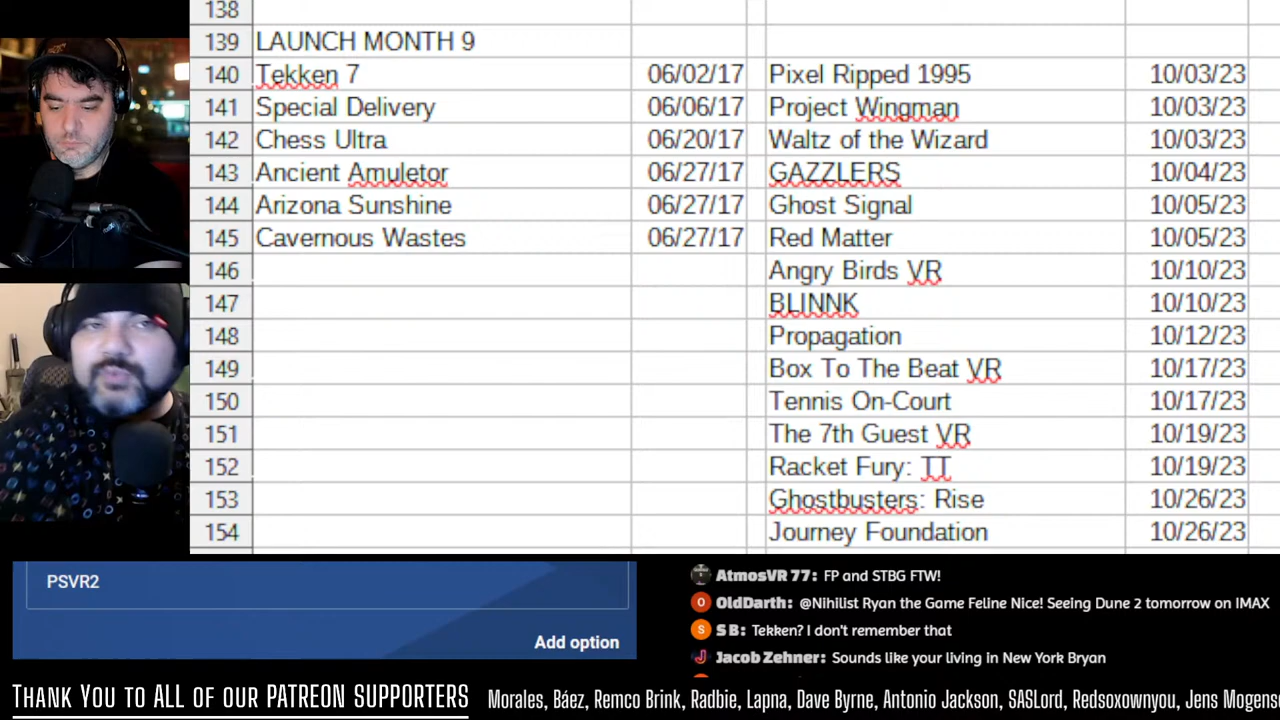 138
139 LAUNCH MONTH 9
140 Tekken 7 06/02/17 Pixel Ripped 1995 10/03/23
141 Special Delivery 06/06/17 Project Wingman 10/03/23
142 Chess Ultra 06/20/17 Waltz of the Wizard 10/03/23
143 Ancient Amuletor 06/27/17 GAZZLERS 10/04/23
144 Arizona Sunshine 06/27/17 Ghost Signal 10/05/23
145 Cavernous Wastes 06/27/17 Red Matter 10/05/23
146 Angry Birds VR 10/10/23
147 BLINNK 10/10/23
148 Propagation 10/12/23
149 Box To The Beat VR 10/17/23
150 Tennis On-Court 10/17/23
151 The 7th Guest VR 10/19/23
152 Racket Fury: TT 10/19/23
153 Ghostbusters: Rise 10/26/23
154 Journey Foundation 10/26/23
PSVR2
Add option
AtmosVR 77: FP and STBG FTW!
OldDarth: @Nihilist Ryan the Game Feline Nice! Seeing Dune 2 tomorrow on IMAX
S B: Tekken? I don't remember that
Jacob Zehner: Sounds like your living in New York Bryan
THANK YOU TO ALL OF OUR PATREON SUPPORTERS
Morales, Báez, Remco Brink, Radbie, Lapna, Dave Byrne, Antonio Jackson, SASLord, Redsoxownyou, Jens Mogens